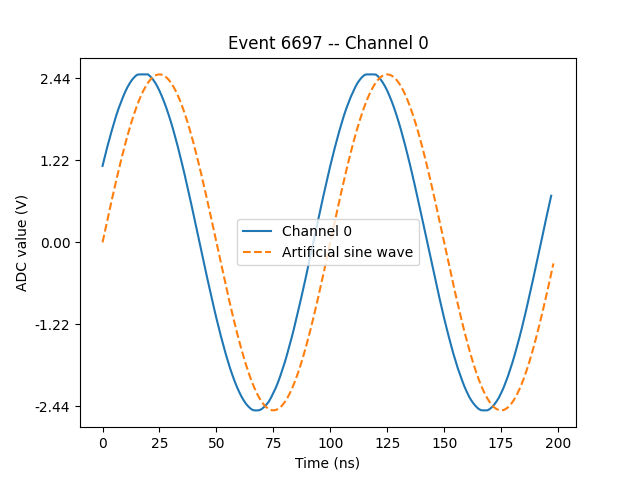 Event 6697 -- Channel 0
ADC value (V)
2.44
1.22
0.00
-1.22
-2.44
Channel 0
Artificial sine wave
0 25 50 75 100 125 150 175 200
Time (ns)